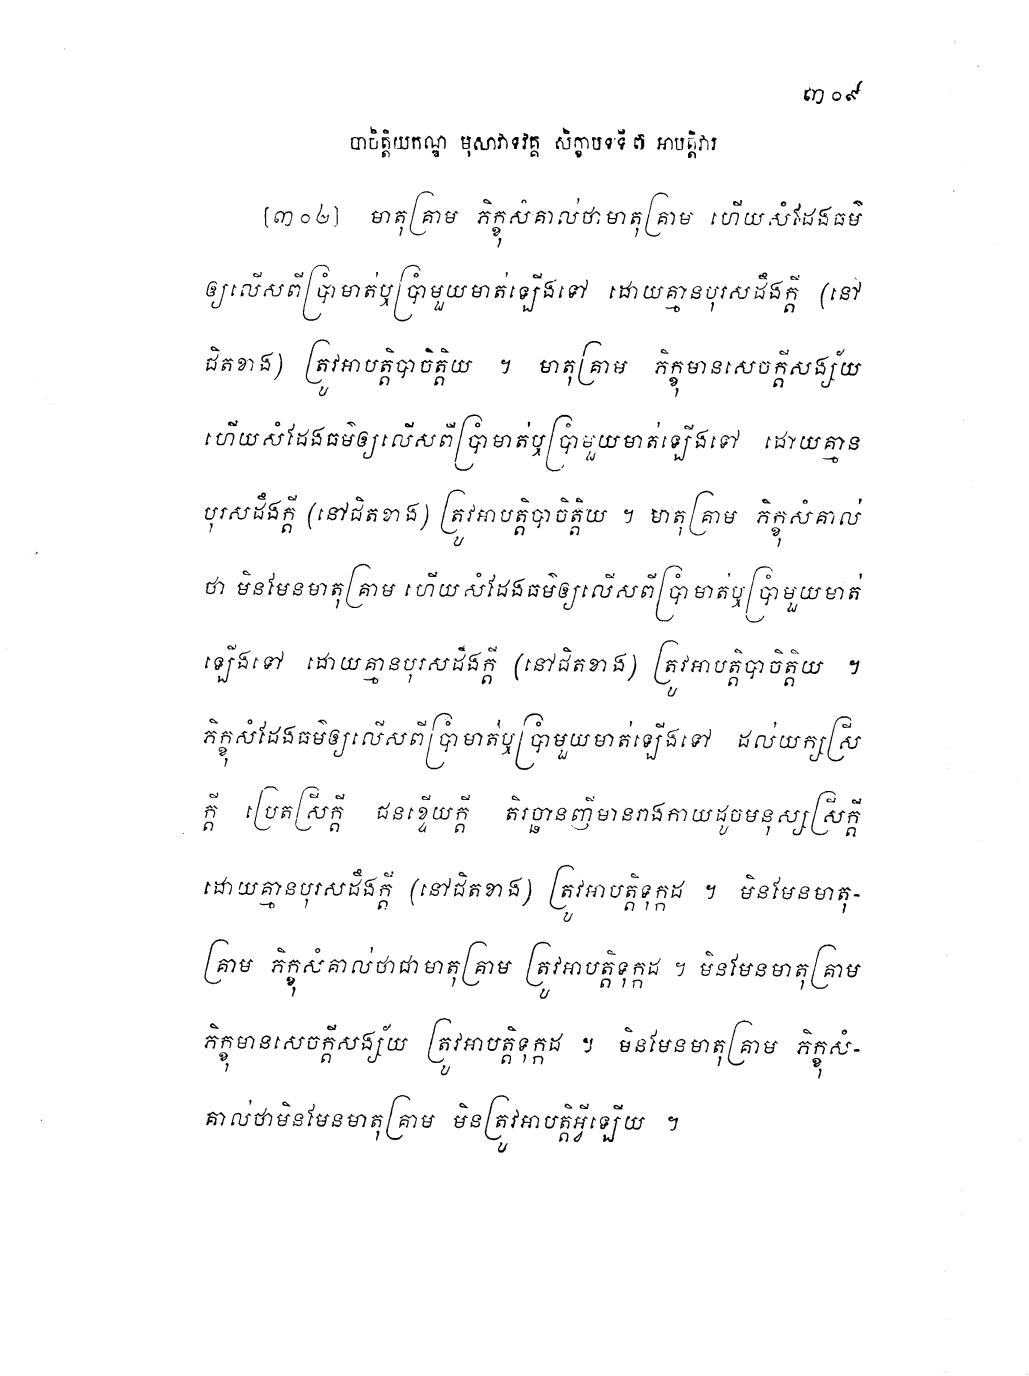 ៣០៩
បាចិត្តិយកណ្ឌ មុសាវាទវគ្គ សិក្ខាបទទី ៧ អាបត្តិវារ
[៣០៤] មាតុគ្រាម ភិក្ខុសំគាល់ថាមាតុគ្រាម ហើយសំដែងធម៌
ឲ្យលើសពីប្រាំមាត់ឬប្រាំមួយមាត់ឡើងទៅ ដោយគ្មានបុរសដឹងក្តី (នៅ
ជិតខាង) ត្រូវអាបត្តិបាចិត្តិយ ។ មាតុគ្រាម ភិក្ខុមានសេចក្តីសង្ស័យ
ហើយសំដែងធម៌ឲ្យលើសពីប្រាំមាត់ឬប្រាំមួយមាត់ឡើងទៅ ដោយគ្មាន
បុរសដឹងក្តី (នៅជិតខាង) ត្រូវអាបត្តិបាចិត្តិយ ។ មាតុគ្រាម ភិក្ខុសំគាល់
ថា មិនមែនមាតុគ្រាម ហើយសំដែងធម៌ឲ្យលើសពីប្រាំមាត់ឬប្រាំមួយមាត់
ឡើងទៅ ដោយគ្មានបុរសដឹងក្តី (នៅជិតខាង) ត្រូវអាបត្តិបាចិត្តិយ ។
ភិក្ខុសំដែងធម៌ឲ្យលើសពីប្រាំមាត់ឬប្រាំមួយមាត់ឡើងទៅ ដល់យក្សស្រី
ក្តី ប្រេតស្រីក្តី ជនខ្ទើយក្តី តិរច្ឆានញីមានរាងកាយដូចមនុស្សស្រីក្តី
ដោយគ្មានបុរសដឹងក្តី (នៅជិតខាង) ត្រូវអាបត្តិទុក្កដ ។ មិនមែនមាតុ-
គ្រាម ភិក្ខុសំគាល់ថាជាមាតុគ្រាម ត្រូវអាបត្តិទុក្កដ ។ មិនមែនមាតុគ្រាម
ភិក្ខុមានសេចក្តីសង្ស័យ ត្រូវអាបត្តិទុក្កដ ។ មិនមែនមាតុគ្រាម ភិក្ខុសំ-
គាល់ថាមិនមែនមាតុគ្រាម មិនត្រូវអាបត្តិអ្វីឡើយ ។